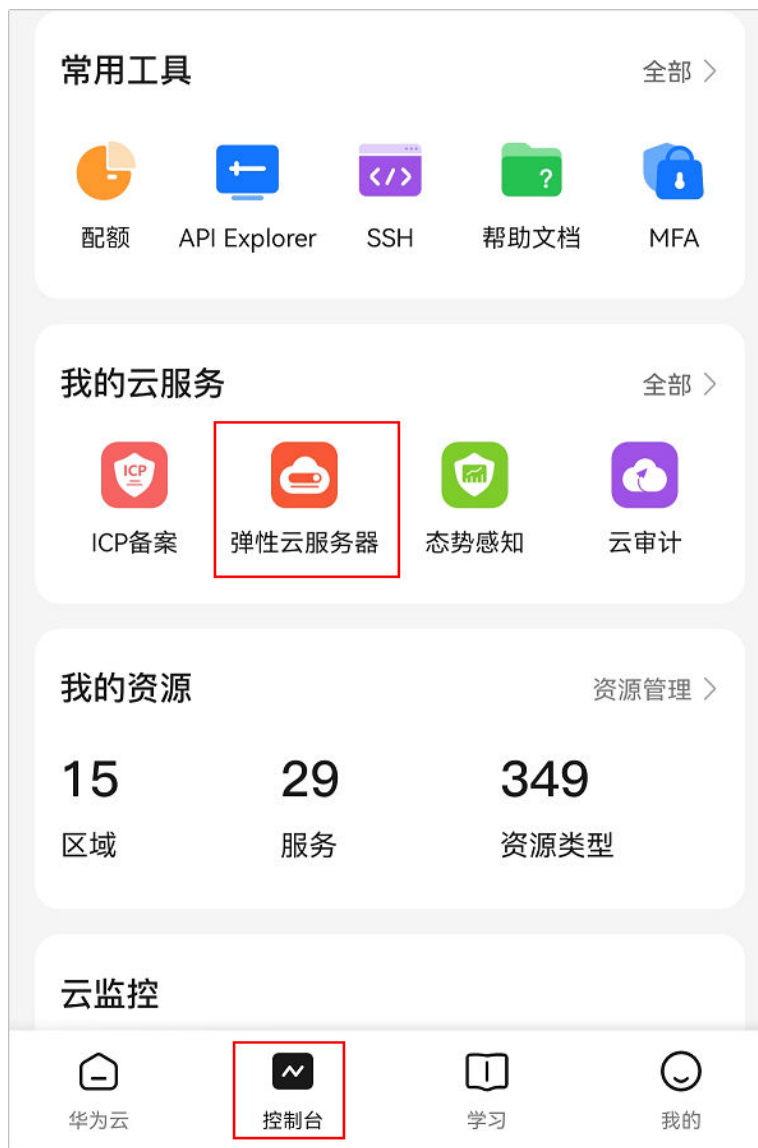 常用工具 全部
配额 API Explorer SSH 帮助文档 MFA
我的云服务 全部
ICP
ICP备案 弹性云服务器 态势感知 云审计
我的资源 资源管理
15 29 349
区域 服务 资源类型
云监控
华为云 控制台 学习 我的